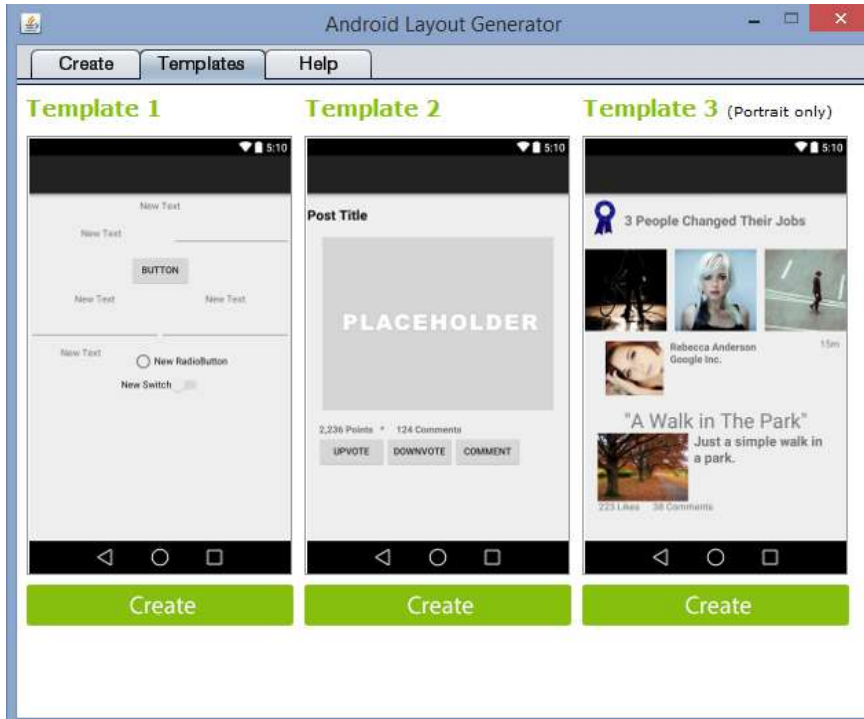 Android Layout Generator
Create Templates Help
Template 1
5:10
New Text
New Text
BUTTON
New Text New Text
New Text New RadioButton
New Switch
Create
Template 2
5:10
Post Title
PLACEHOLDER
2,236 Points * 124 Comments
UPVOTE DOWNVOTE COMMENT
Create
Template 3 (Portrait only)
5:10
3 People Changed Their Jobs
Rebecca Anderson 15m
Google Inc.
"A Walk in The Park"
Just a simple walk in
a park.
223 Likes 38 Comments
Create